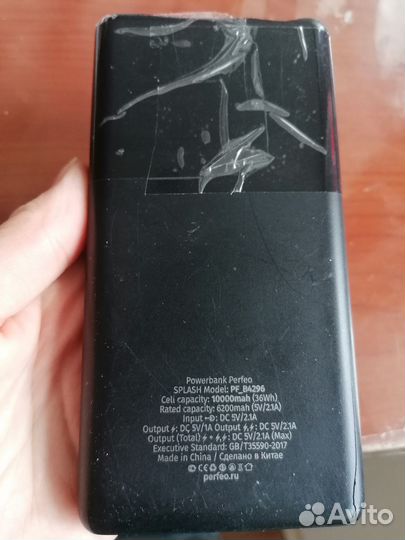 Powerbank Perfeo
SPLASH Model: PF_B4296
Cell capacity: 10000mah (36Wh)
Rated capacity: 6200mah (5V/2.1A)
Input: DC 5V/2.1A
Output: DC 5V/1A Output: DC 5V/2.1A
Output (Total) +: DC 5V/2.1A (Max)
Executive Standard: GB/T35590-2017
Made in China / Сделано в Китае
perfeo.ru
Avito